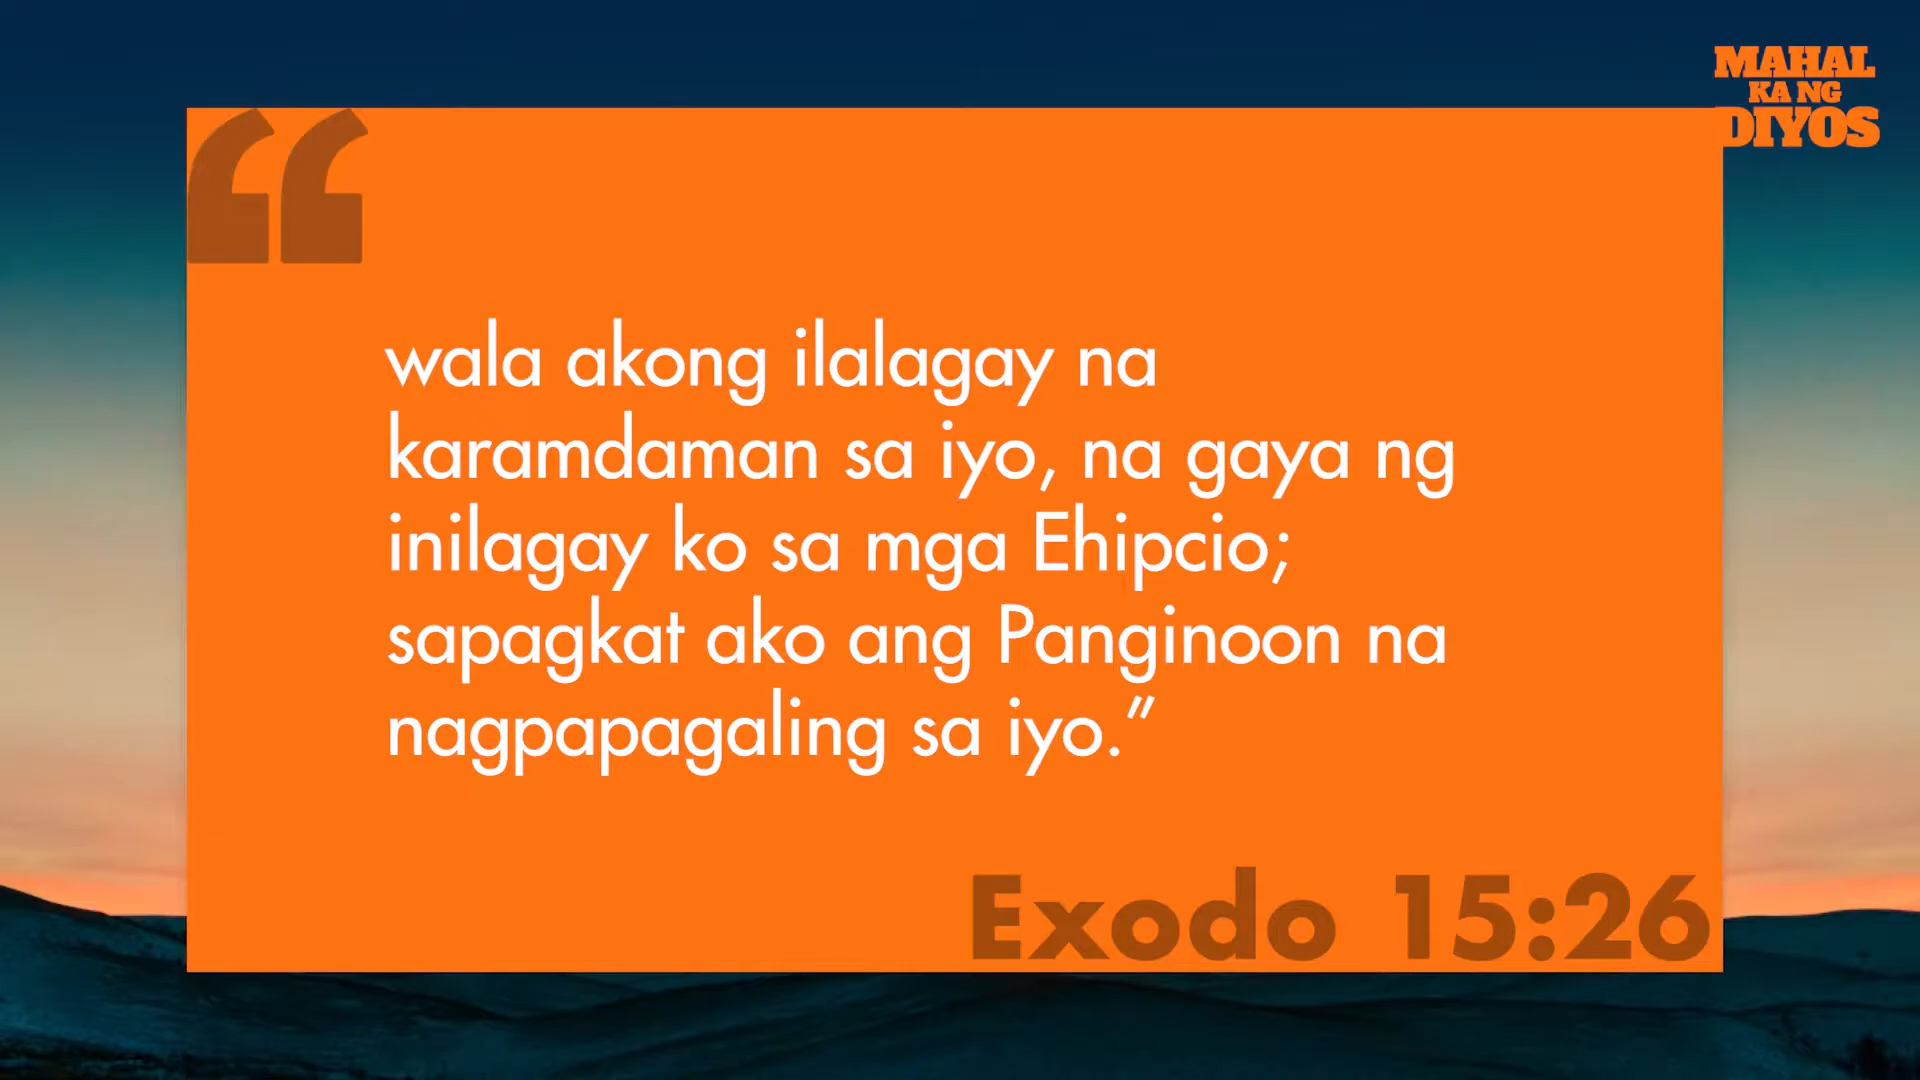 MAHAL
KA NG
DIYOS
“
wala akong ilalagay na
karamdaman sa iyo, na gaya ng
inilagay ko sa mga Ehipcio;
sapagkat ako ang Panginoon na
nagpapagaling sa iyo.”
Exodo 15:26